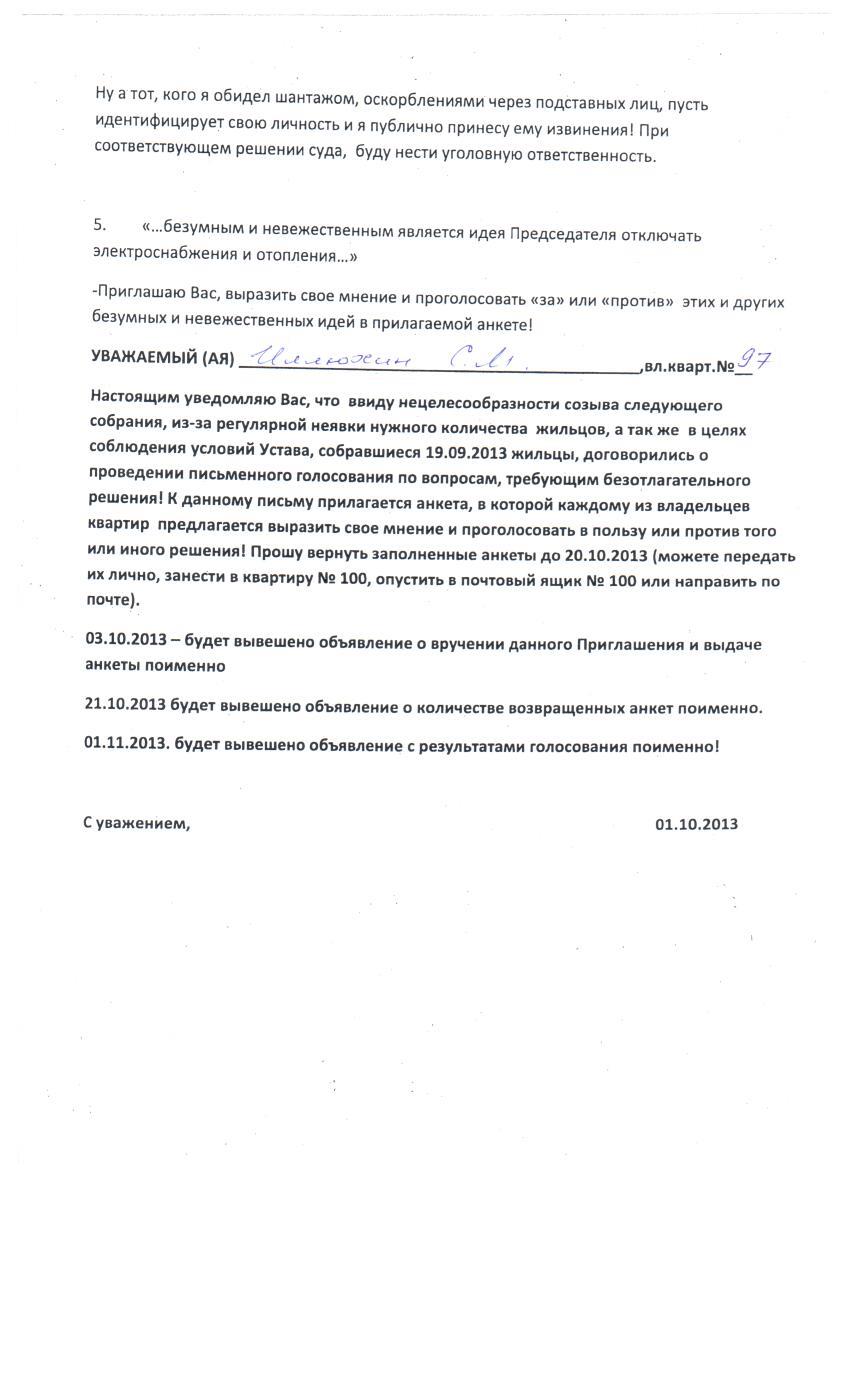 Ну а тот, кого я обидел шантажом, оскорблениями через подставных лиц, пусть
идентифицирует свою личность и я публично принесу ему извинения! При
соответствующем решении суда,  буду нести уголовную ответственность.
5. «…безумным и невежественным является идея Председателя отключать
электроснабжения и отопления…»
-Приглашаю Вас, выразить свое мнение и проголосовать «за» или «против»  этих и других
безумных и невежественных идей в прилагаемой анкете!
УВАЖАЕМЫЙ (АЯ) Иллюхин С.М. ,вл.кварт.№ 97
Настоящим уведомляю Вас, что  ввиду нецелесообразности созыва следующего
собрания, из-за регулярной неявки нужного количества  жильцов, а так же  в целях
соблюдения условий Устава, собравшиеся 19.09.2013 жильцы, договорились о
проведении письменного голосования по вопросам, требующим безотлагательного
решения! К данному письму прилагается анкета, в которой каждому из владельцев
квартир  предлагается выразить свое мнение и проголосовать в пользу или против того
или иного решения! Прошу вернуть заполненные анкеты до 20.10.2013 (можете передать
их лично, занести в квартиру № 100, опустить в почтовый ящик № 100 или направить по
почте).
03.10.2013 – будет вывешено объявление о вручении данного Приглашения и выдаче
анкеты поименно
21.10.2013 будет вывешено объявление о количестве возвращенных анкет поименно.
01.11.2013. будет вывешено объявление с результатами голосования поименно!
С уважением, 01.10.2013